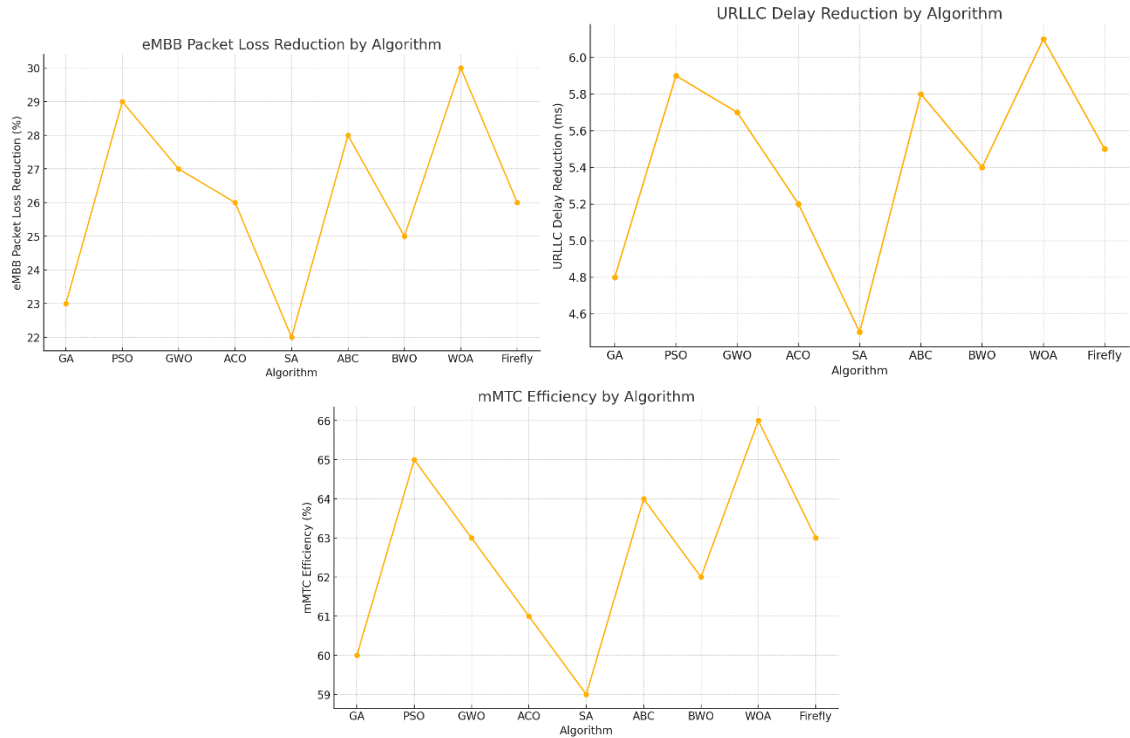 eMBB Packet Loss Reduction by Algorithm
eMBB Packet Loss Reduction (%)
30
29
28
27
26
25
24
23
22
GA PSO GWO ACO SA ABC BWO WOA Firefly
Algorithm
URLLC Delay Reduction by Algorithm
URLLC Delay Reduction (ms)
6.0
5.8
5.6
5.4
5.2
5.0
4.8
4.6
GA PSO GWO ACO SA ABC BWO WOA Firefly
Algorithm
mMTC Efficiency by Algorithm
mMTC Efficiency (%)
66
65
64
63
62
61
60
59
GA PSO GWO ACO SA ABC BWO WOA Firefly
Algorithm